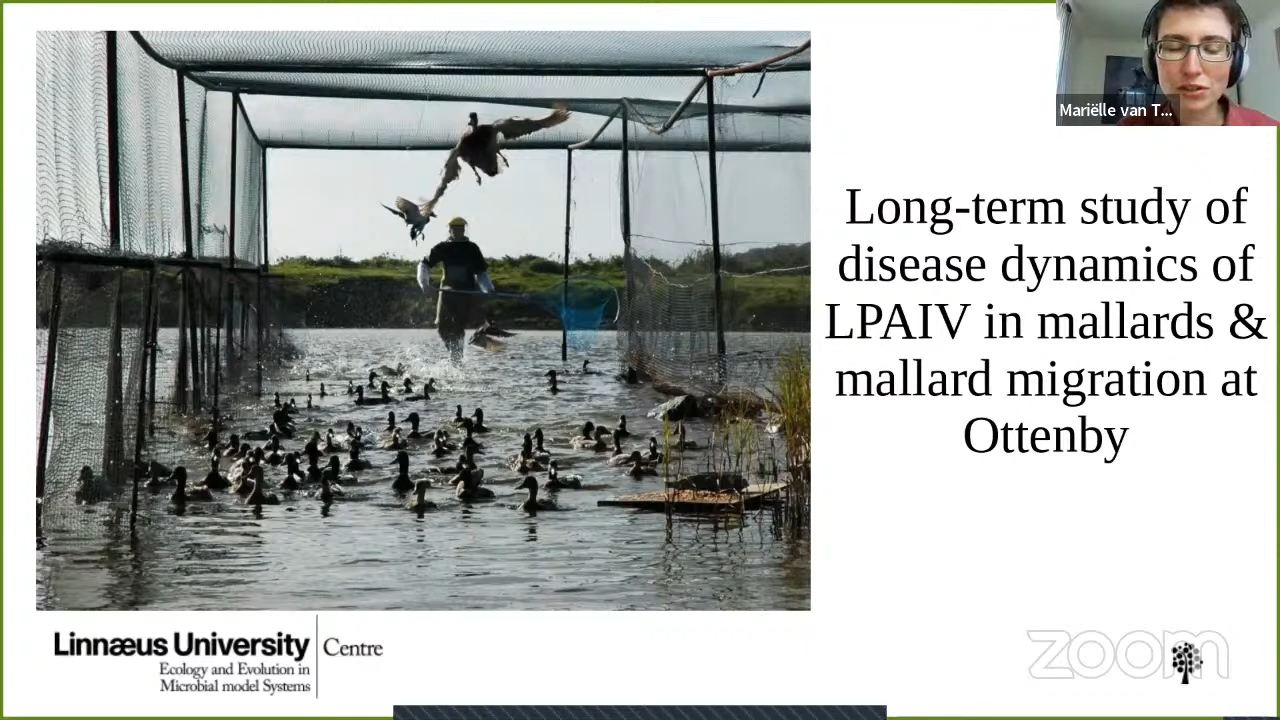 Mariëlle van T...
Long-term study of
disease dynamics of
LPAIV in mallards &
mallard migration at
Ottenby
Linnæus University
Centre
Ecology and Evolution in
Microbial model Systems
zoom